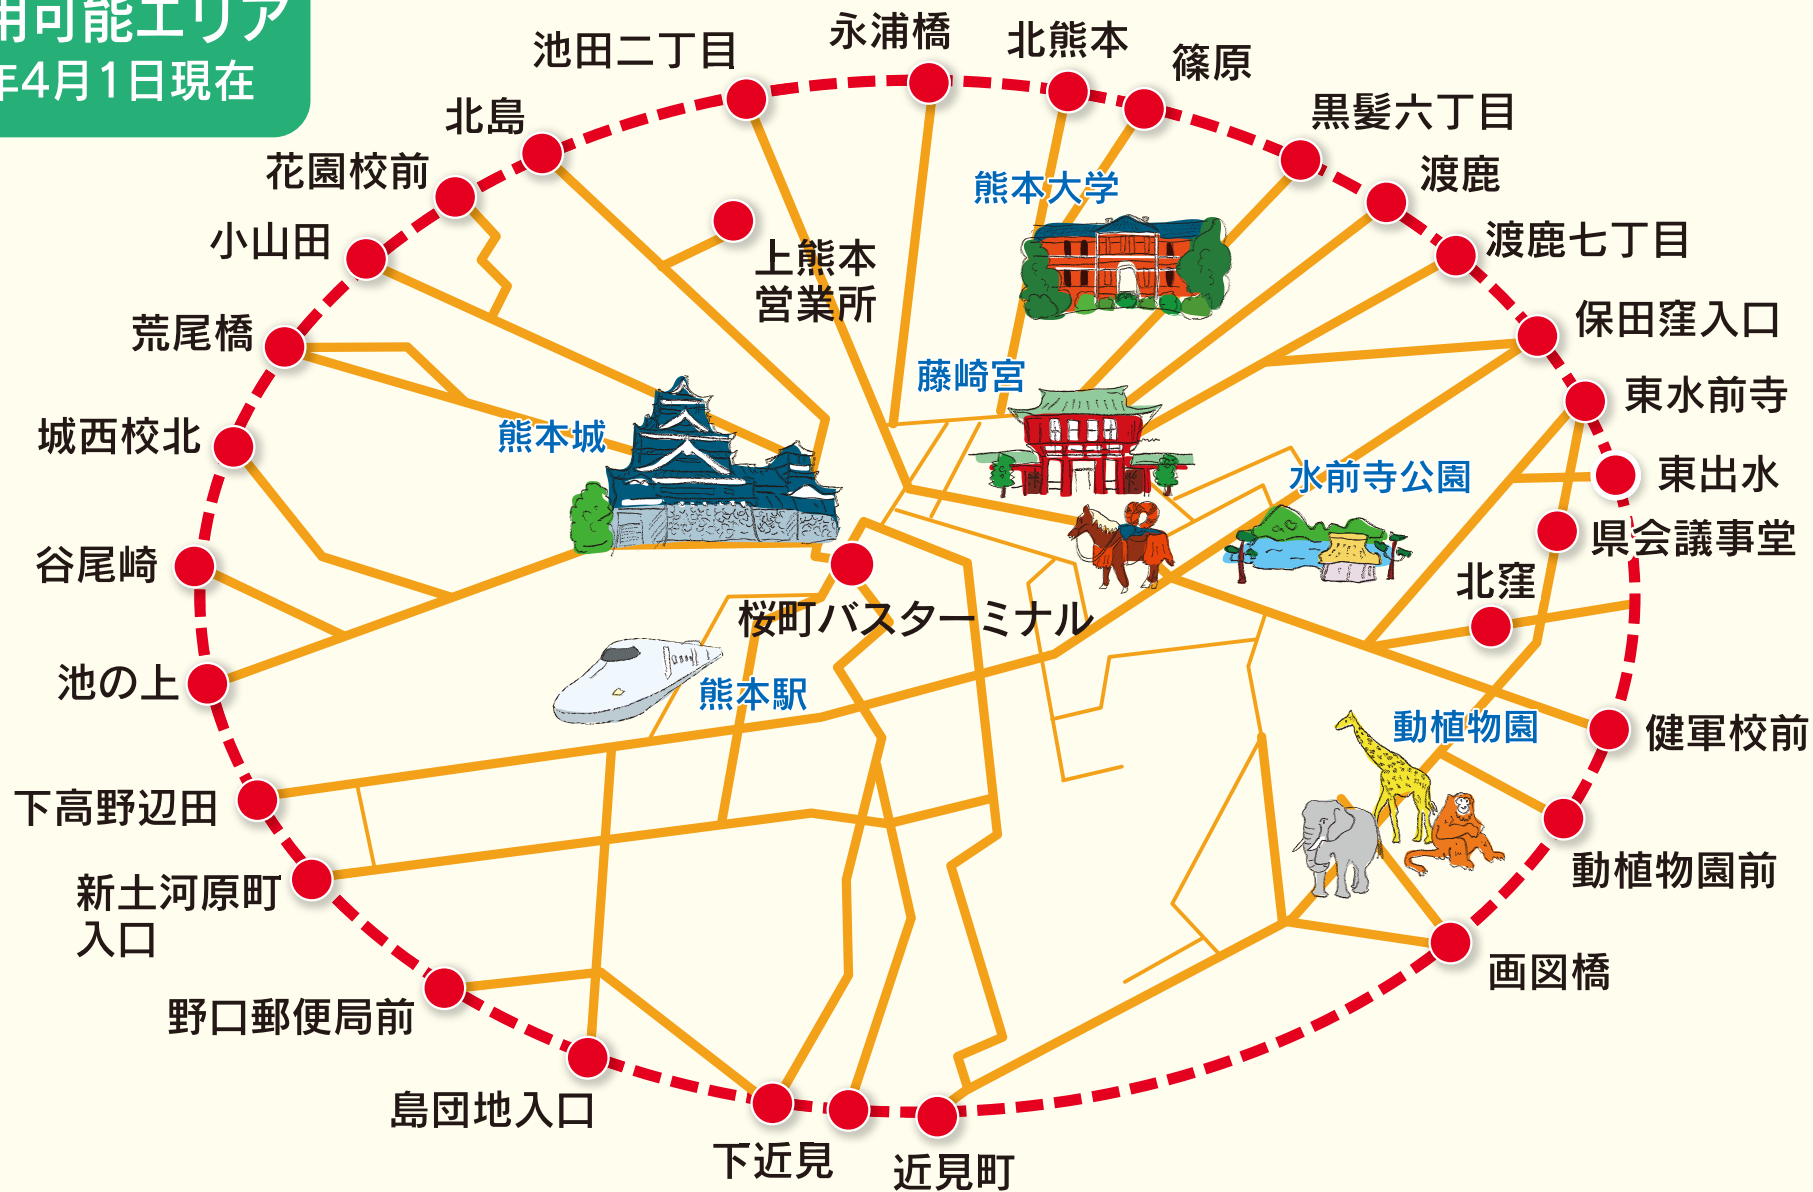 用可能エリア
年4月1日現在
永浦橋
北熊本
池田二丁目
篠原
北島
黒髪六丁目
花園校前
渡鹿
熊本大学
小山田
渡鹿七丁目
上熊本
営業所
荒尾橋
保田窪入口
藤崎宮
東水前寺
熊本城
城西校北
水前寺公園
東出水
県会議事堂
谷尾崎
北窪
桜町バスターミナル
池の上
熊本駅
動植物園
健軍校前
下高野辺田
動植物園前
新土河原町
入口
画図橋
野口郵便局前
島団地入口
下近見
近見町